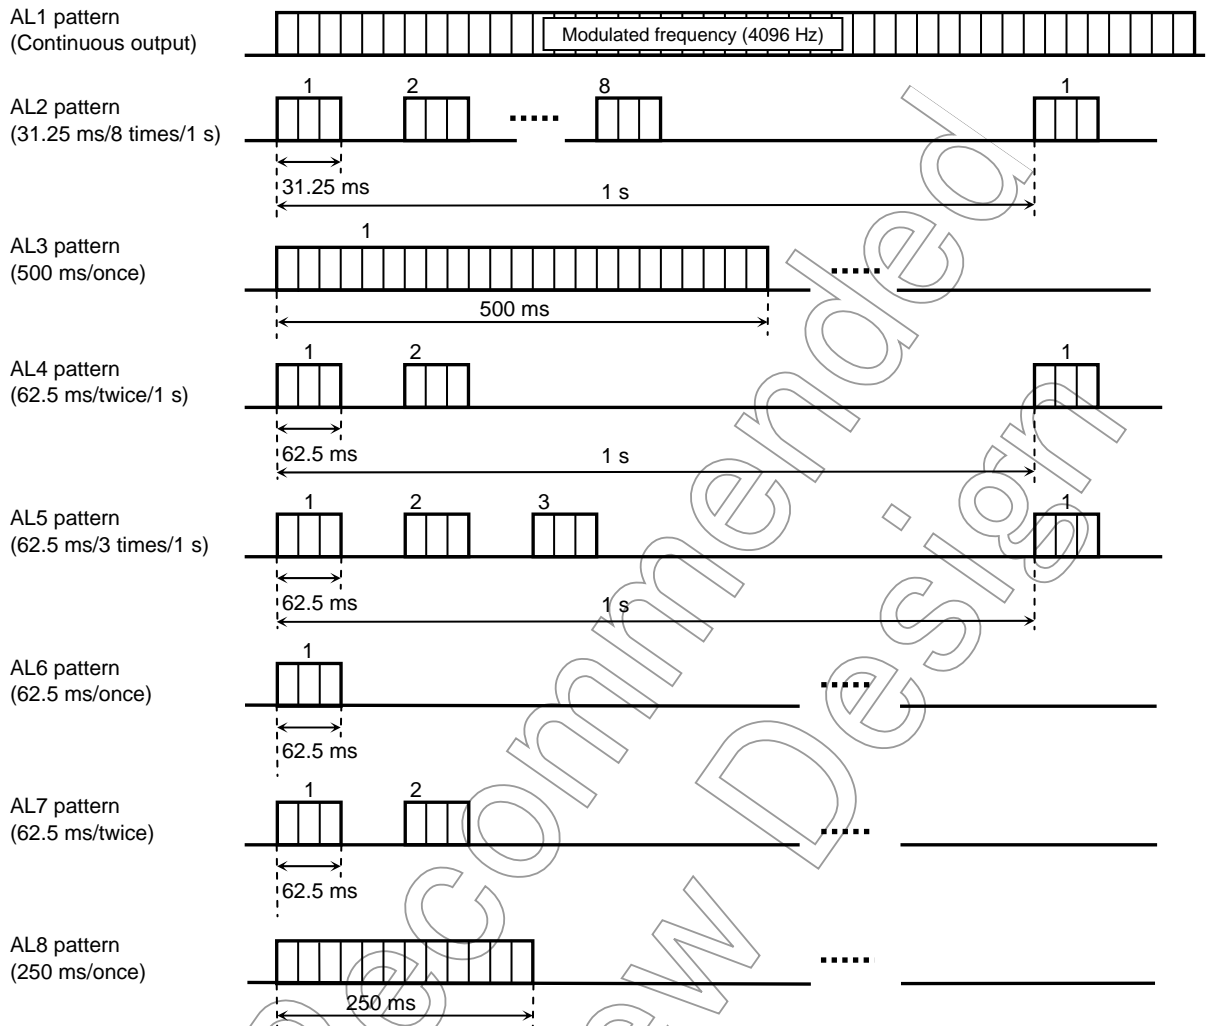 AL1 pattern
(Continuous output)
Modulated frequency (4096 Hz)
AL2 pattern
(31.25 ms/8 times/1 s)
1
2
8
1
31.25 ms
1 s
AL3 pattern
(500 ms/once)
1
500 ms
AL4 pattern
(62.5 ms/twice/1 s)
1
2
1
62.5 ms
1 s
AL5 pattern
(62.5 ms/3 times/1 s)
1
2
3
1
62.5 ms
1 s
AL6 pattern
(62.5 ms/once)
1
62.5 ms
AL7 pattern
(62.5 ms/twice)
1
2
62.5 ms
AL8 pattern
(250 ms/once)
250 ms
ecommended
ew Design